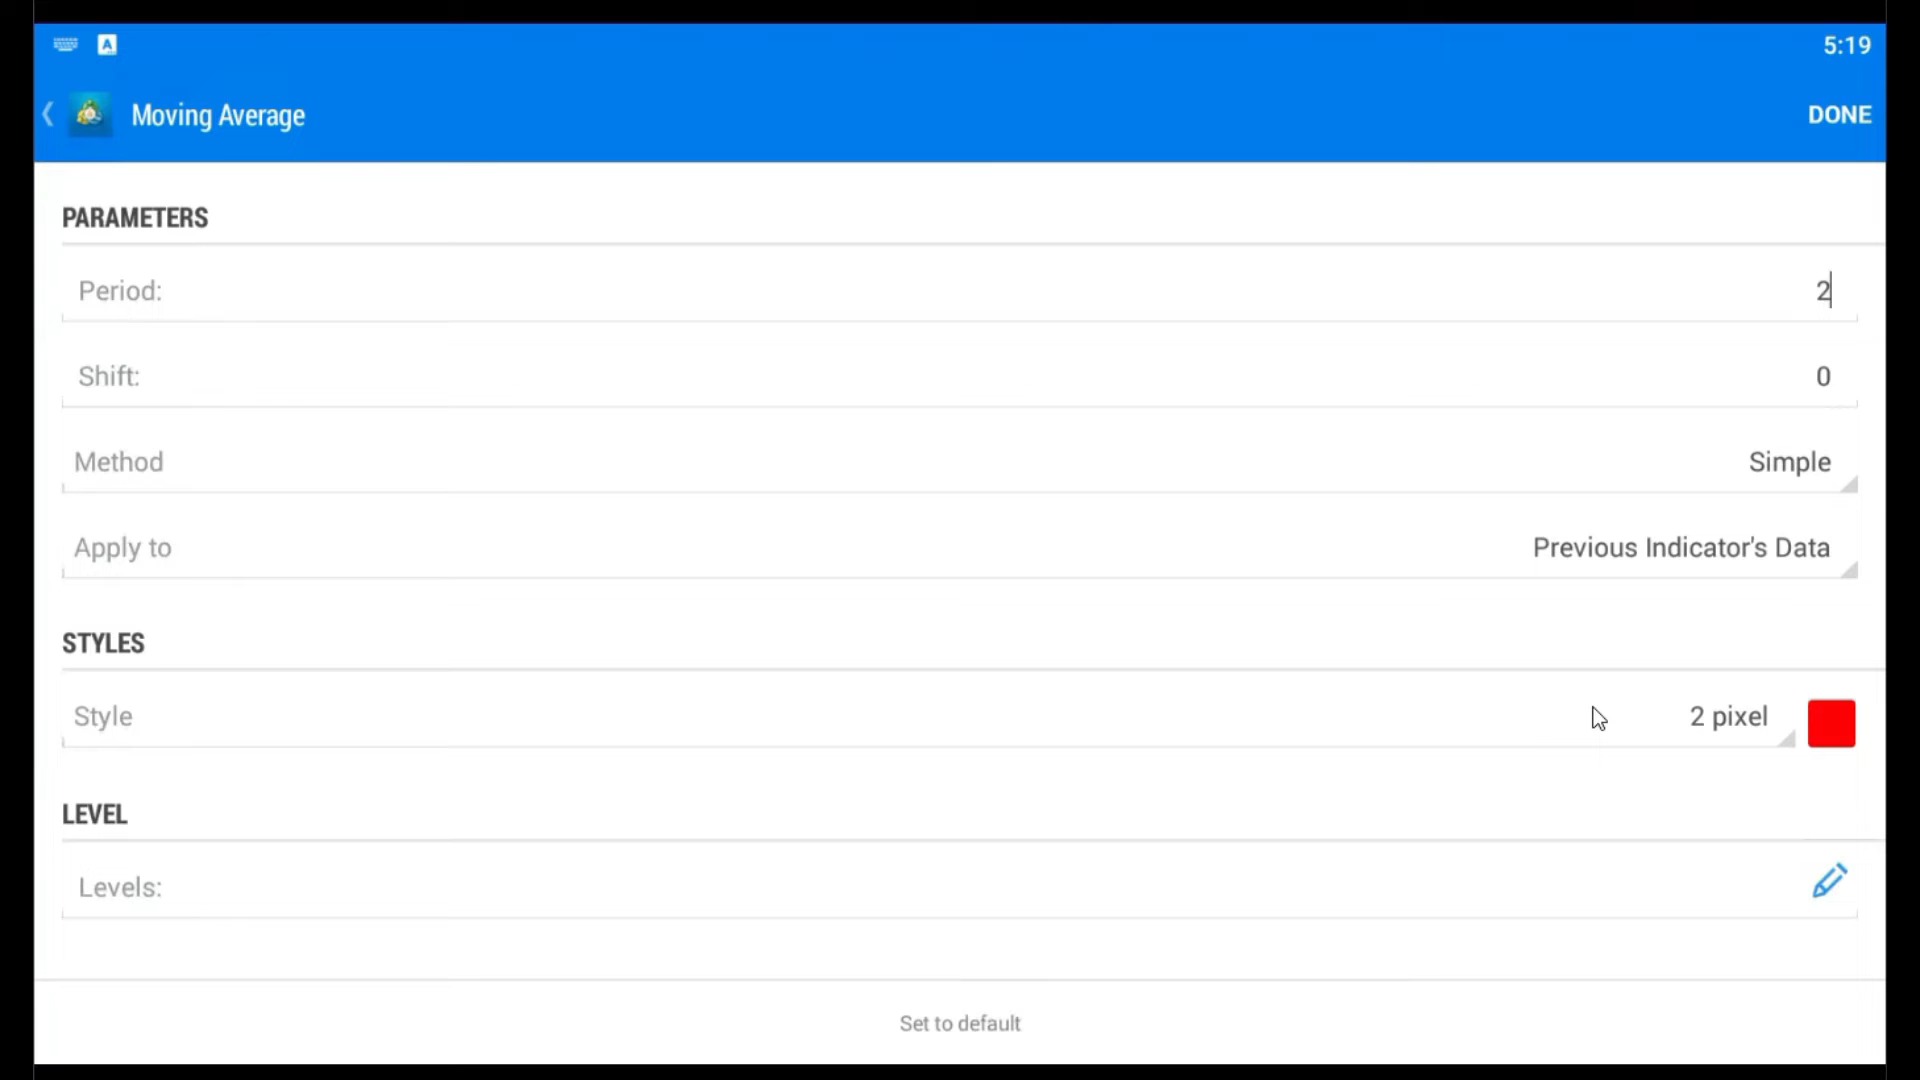 A
5:19
Moving Average
DONE
PARAMETERS
Period: 2
Shift: 0
Method Simple
Apply to Previous Indicator's Data
STYLES
Style 2 pixel
LEVEL
Levels:
Set to default